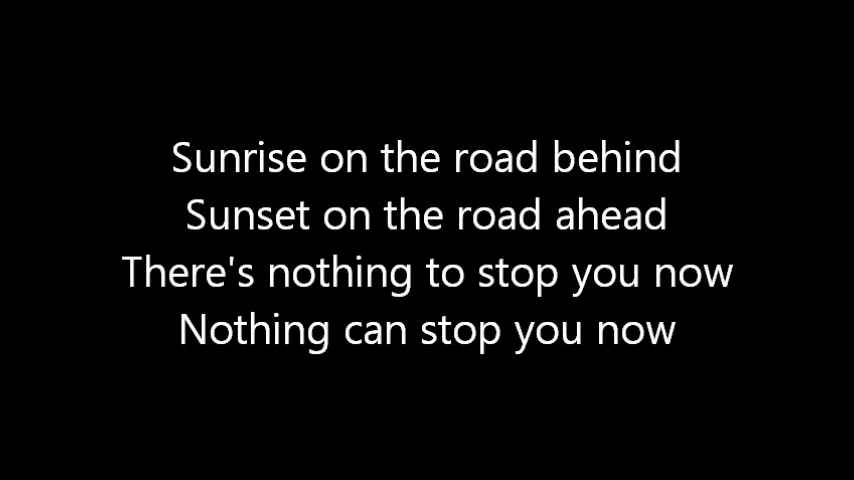 Sunrise on the road behind
Sunset on the road ahead
There's nothing to stop you now
Nothing can stop you now